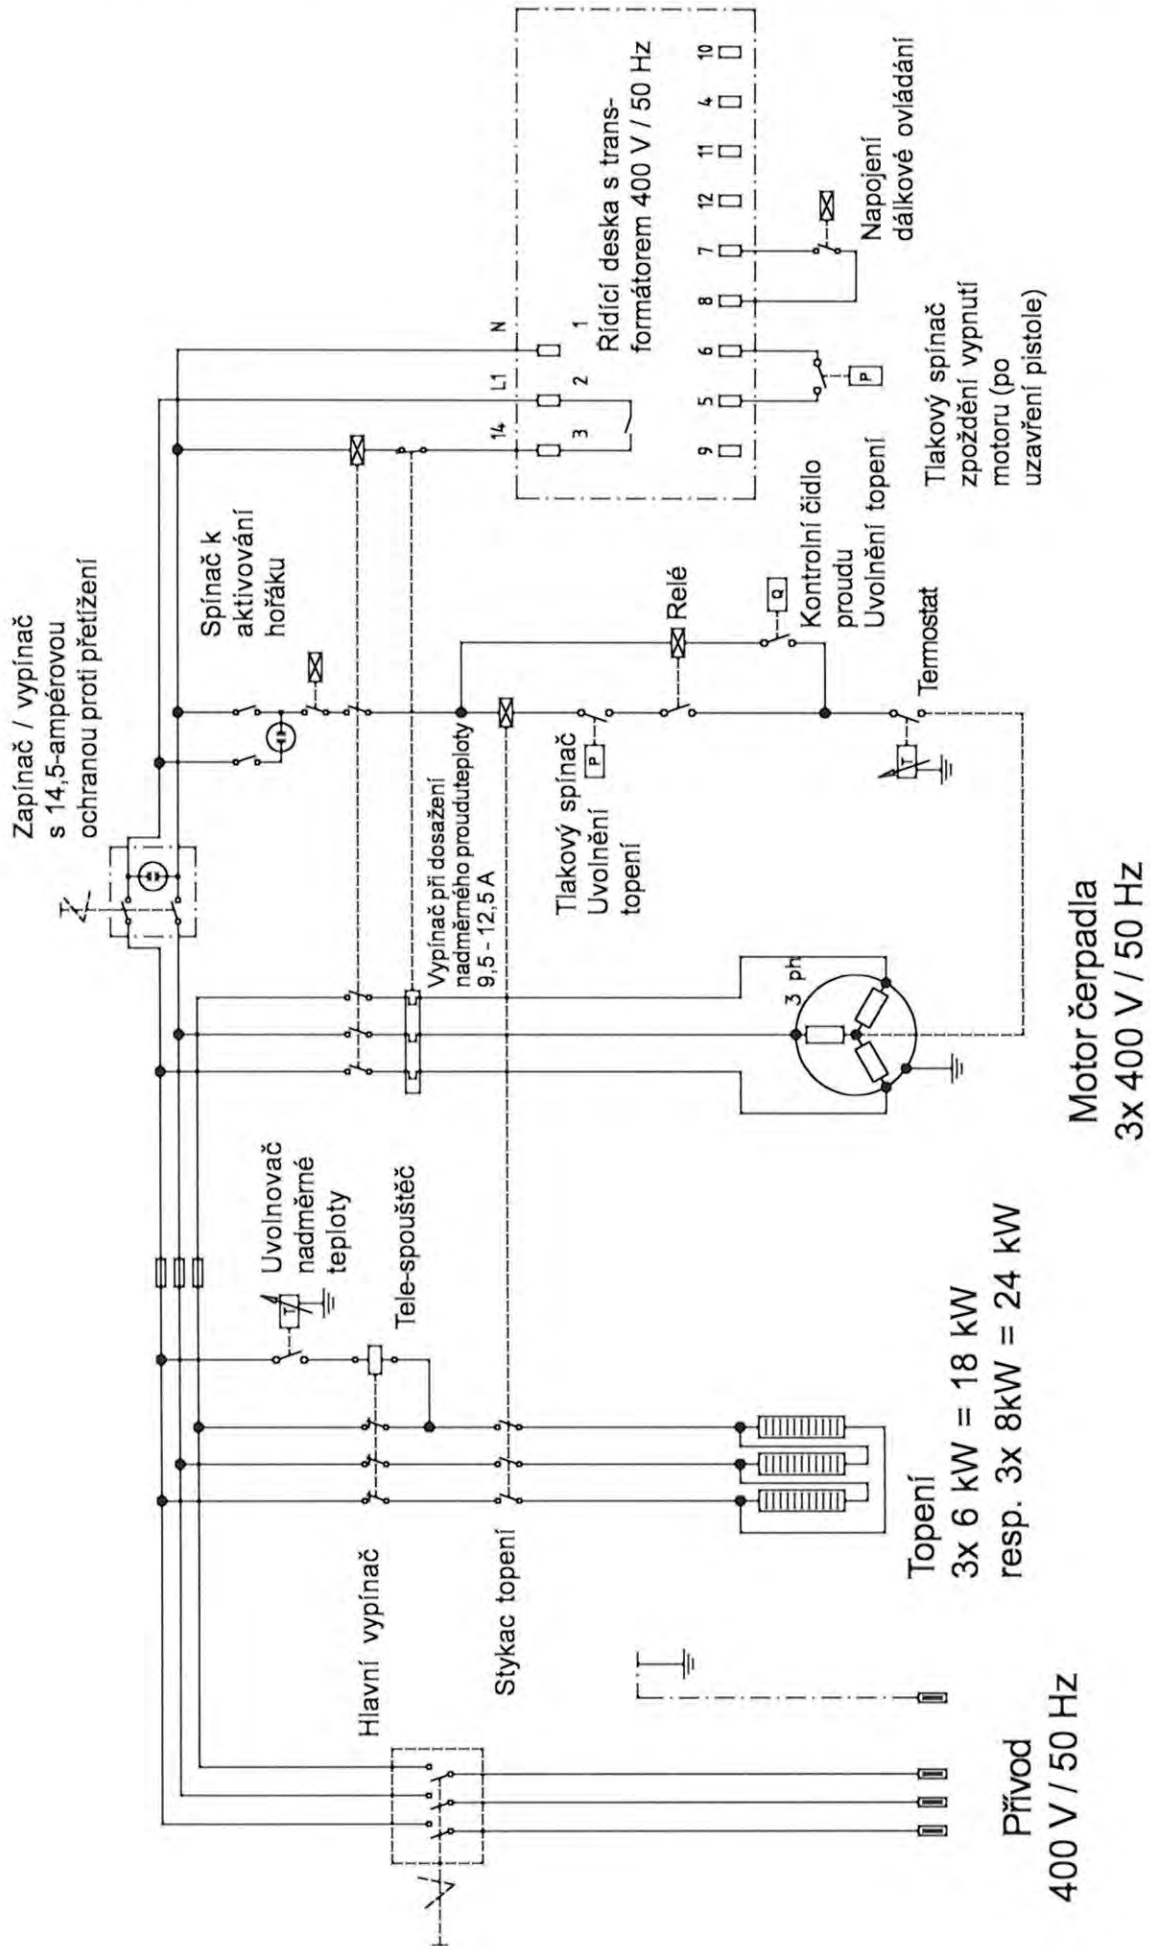 Zapínač / vypínač
s 14,5-ampérovou
ochranou proti přetížení
Spínač k
aktivování
hořáku
14
L1
N
3
2
1
Řídící deska s trans-
formátorem 400 V / 50 Hz
9
5
6
8
7
12
11
4
10
P
Napojení
dálkové ovládání
Tlakový spínač
zpoždění vypnutí
motoru (po
uzavření pistole)
Relé
Q
Kontrolní čidlo
proudu
Uvolnění topení
Termostat
T
P
Tlakový spínač
Uvolnění
topení
Vypínač při dosažení
nadměrného prouduteploty
9,5 - 12,5 A
3 ph
Motor čerpadla
3x 400 V / 50 Hz
T
Uvolnovač
nadměrné
teploty
Tele-spouštěč
Hlavní vypínač
Stykac topení
Topení
3x 6 kW = 18 kW
resp. 3x 8kW = 24 kW
Přívod
400 V / 50 Hz